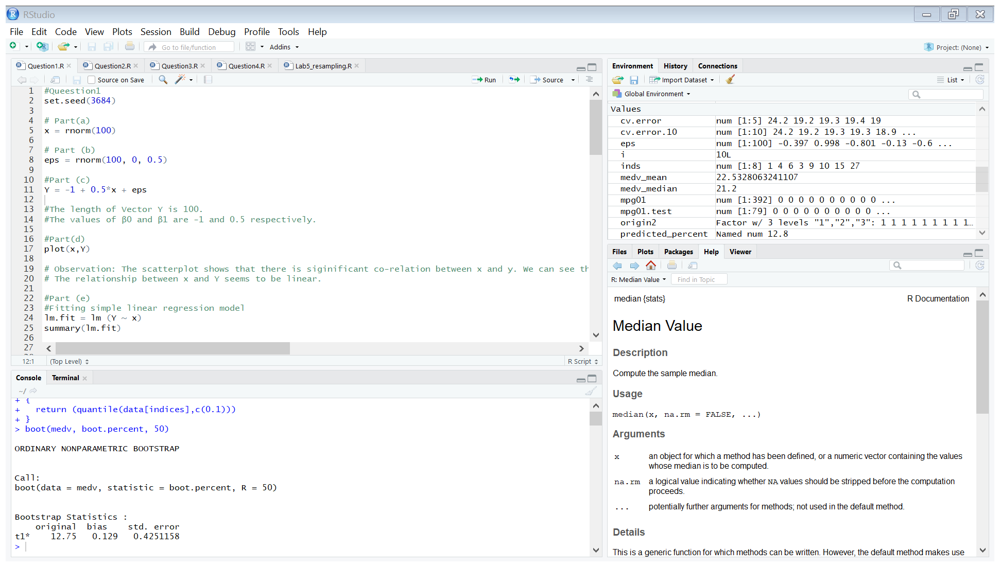 RStudio
File Edit Code View Plots Session Build Debug Profile Tools Help
Go to file/function Addins Project: (None)
Question1.R Question2.R Question3.R Question4.R Lab5_resampling.R
Source on Save Run Source
1 #Queestion1
2 set.seed(3684)
3
4 # Part(a)
5 x = rnorm(100)
6
7 # Part (b)
8 eps = rnorm(100, 0, 0.5)
9
10 #Part (c)
11 Y = -1 + 0.5*x + eps
12
13 #The length of Vector Y is 100.
14 #The values of β0 and β1 are -1 and 0.5 respectively.
15
16 #Part(d)
17 plot(x,Y)
18
19 # Observation: The scatterplot shows that there is siginificant co-relation between x and y. We can see th
20 # The relationship between x and Y seems to be linear.
21
22 #Part (e)
23 #Fitting simple linear regression model
24 lm.fit = lm (Y ~ x)
25 summary(lm.fit)
26
27
12:1 (Top Level) R Script
Console Terminal
~/
+ {
+   return (quantile(data[indices],c(0.1)))
+ }
> boot(medv, boot.percent, 50)
ORDINARY NONPARAMETRIC BOOTSTRAP
Call:
boot(data = medv, statistic = boot.percent, R = 50)
Bootstrap Statistics :
original bias std. error
t1* 12.75 0.129 0.4251158
>
Environment History Connections
Import Dataset List
Global Environment
Values
cv.error num [1:5] 24.2 19.2 19.3 19.4 19
cv.error.10 num [1:10] 24.2 19.2 19.3 19.3 18.9 ...
eps num [1:100] -0.397 0.998 -0.801 -0.13 -0.6 ...
i 10L
inds num [1:8] 1 4 6 3 9 10 15 27
medv_mean 22.5328063241107
medv_median 21.2
mpg01 num [1:392] 0 0 0 0 0 0 0 0 0 0 ...
mpg01.test num [1:79] 0 0 0 0 0 0 0 0 0 0 ...
origin2 Factor w/ 3 levels "1","2","3": 1 1 1 1 1 1 1 1 1…
predicted_percent Named num 12.8
Files Plots Packages Help Viewer
R: Median Value Find in Topic
median {stats} R Documentation
Median Value
Description
Compute the sample median.
Usage
median(x, na.rm = FALSE, ...)
Arguments
x an object for which a method has been defined, or a numeric vector containing the values
whose median is to be computed.
na.rm a logical value indicating whether NA values should be stripped before the computation
proceeds.
... potentially further arguments for methods; not used in the default method.
Details
This is a generic function for which methods can be written. However, the default method makes use